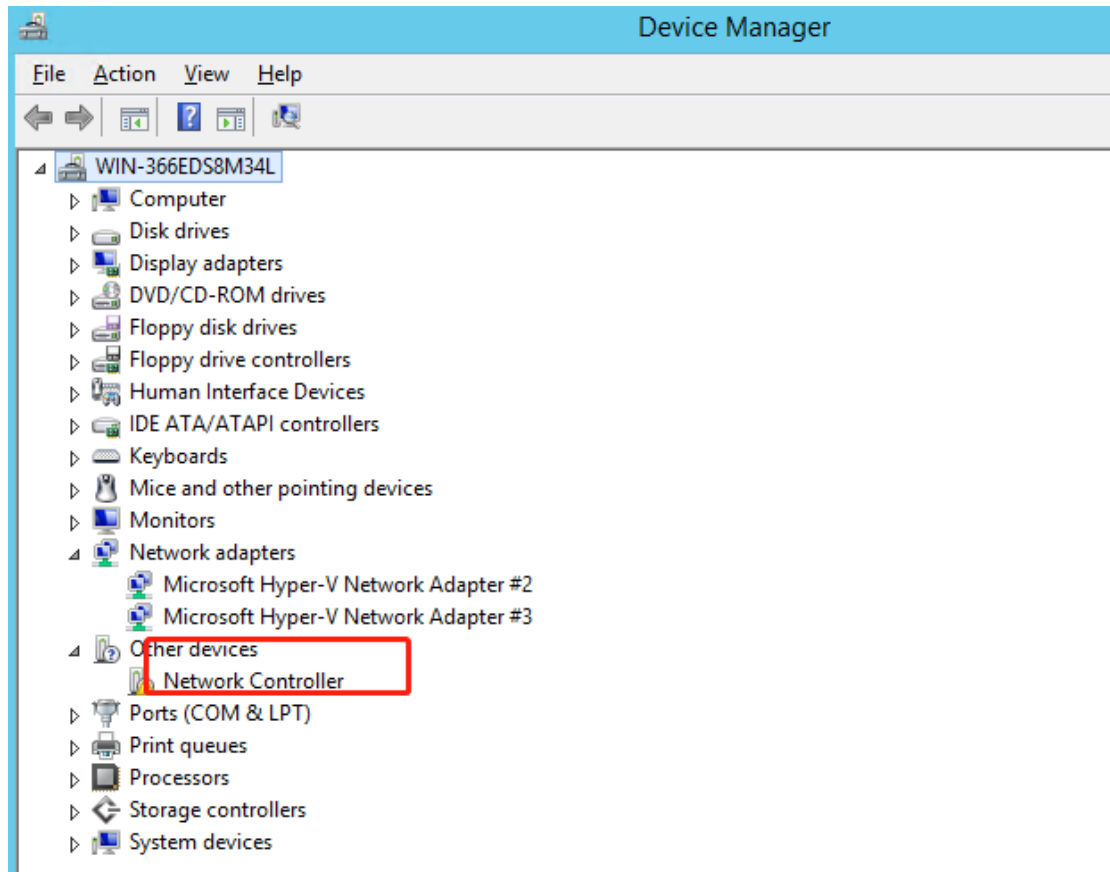 Device Manager
File Action View Help
WIN-366EDS8M34L
Computer
Disk drives
Display adapters
DVD/CD-ROM drives
Floppy disk drives
Floppy drive controllers
Human Interface Devices
IDE ATA/ATAPI controllers
Keyboards
Mice and other pointing devices
Monitors
Network adapters
Microsoft Hyper-V Network Adapter #2
Microsoft Hyper-V Network Adapter #3
Other devices
Network Controller
Ports (COM & LPT)
Print queues
Processors
Storage controllers
System devices